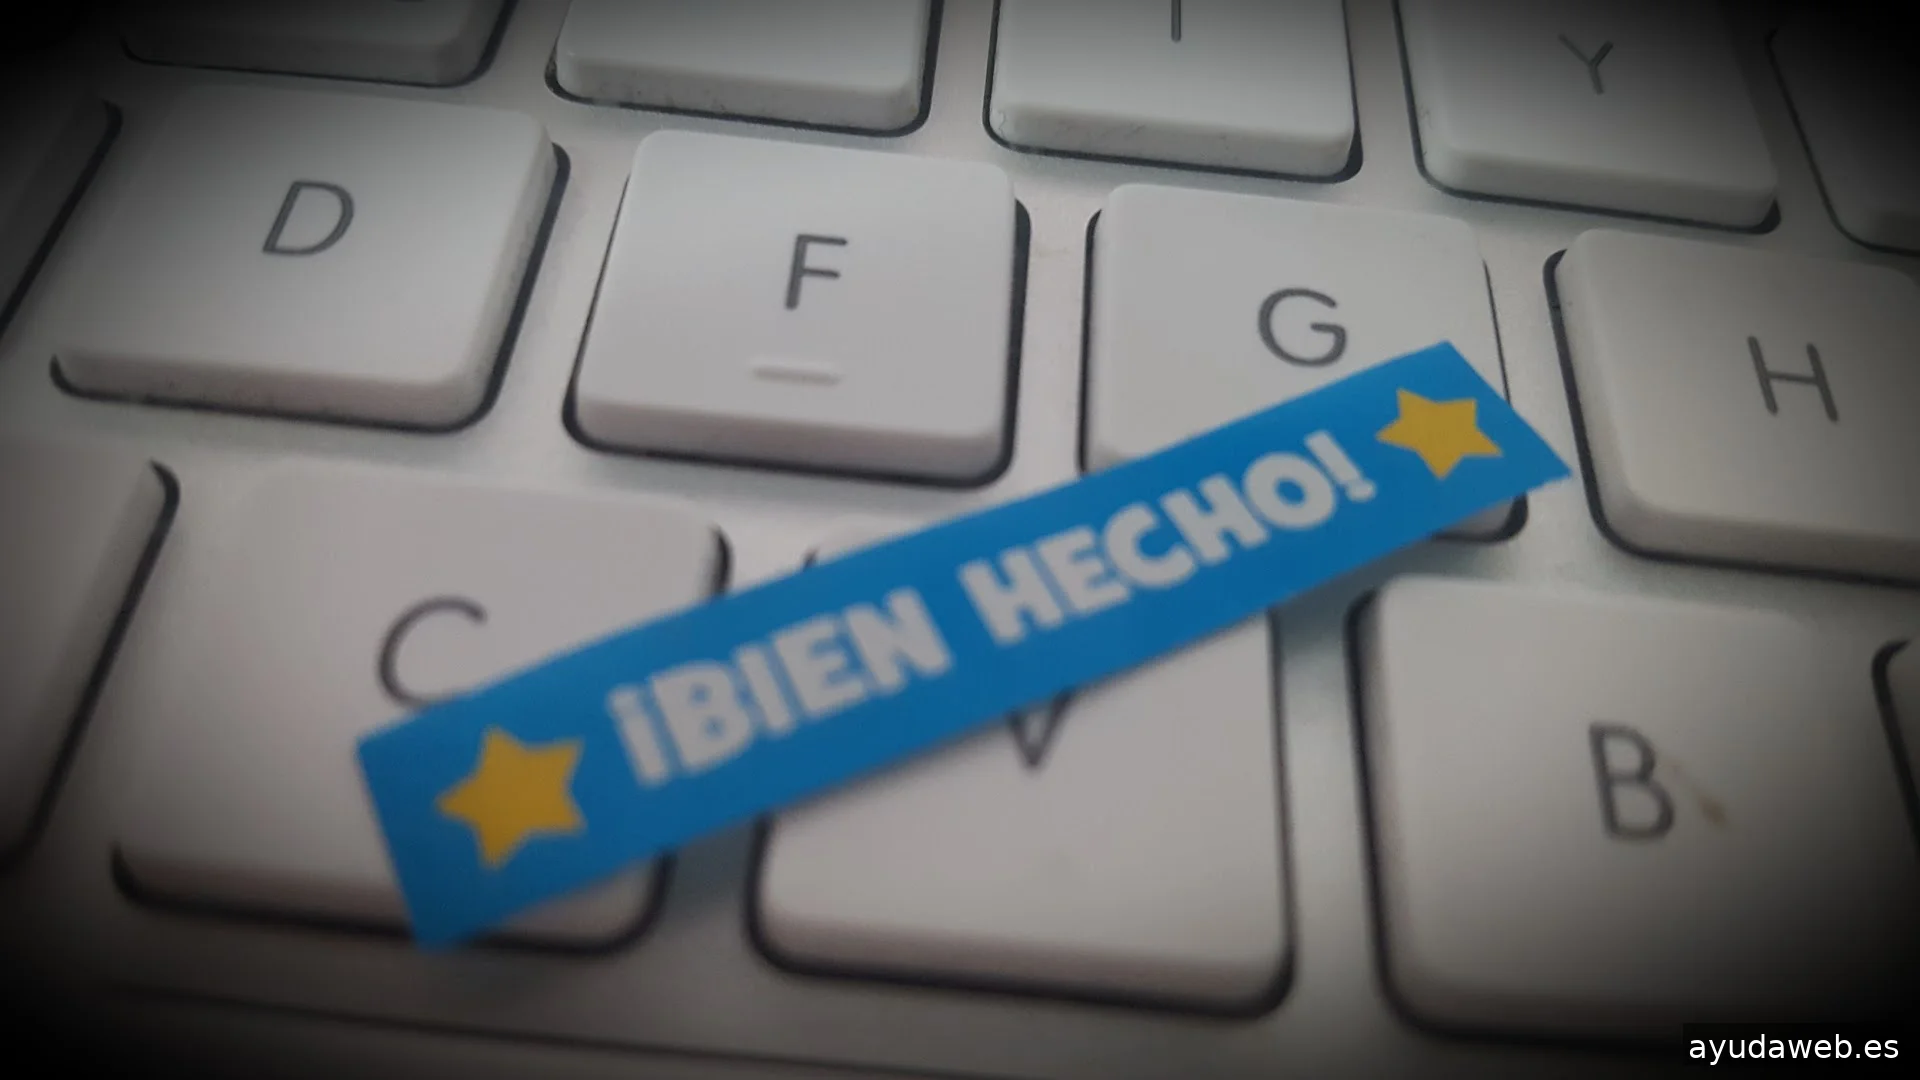 Y
D F G H
¡BIEN HECHO!
C V B
ayudaweb.es